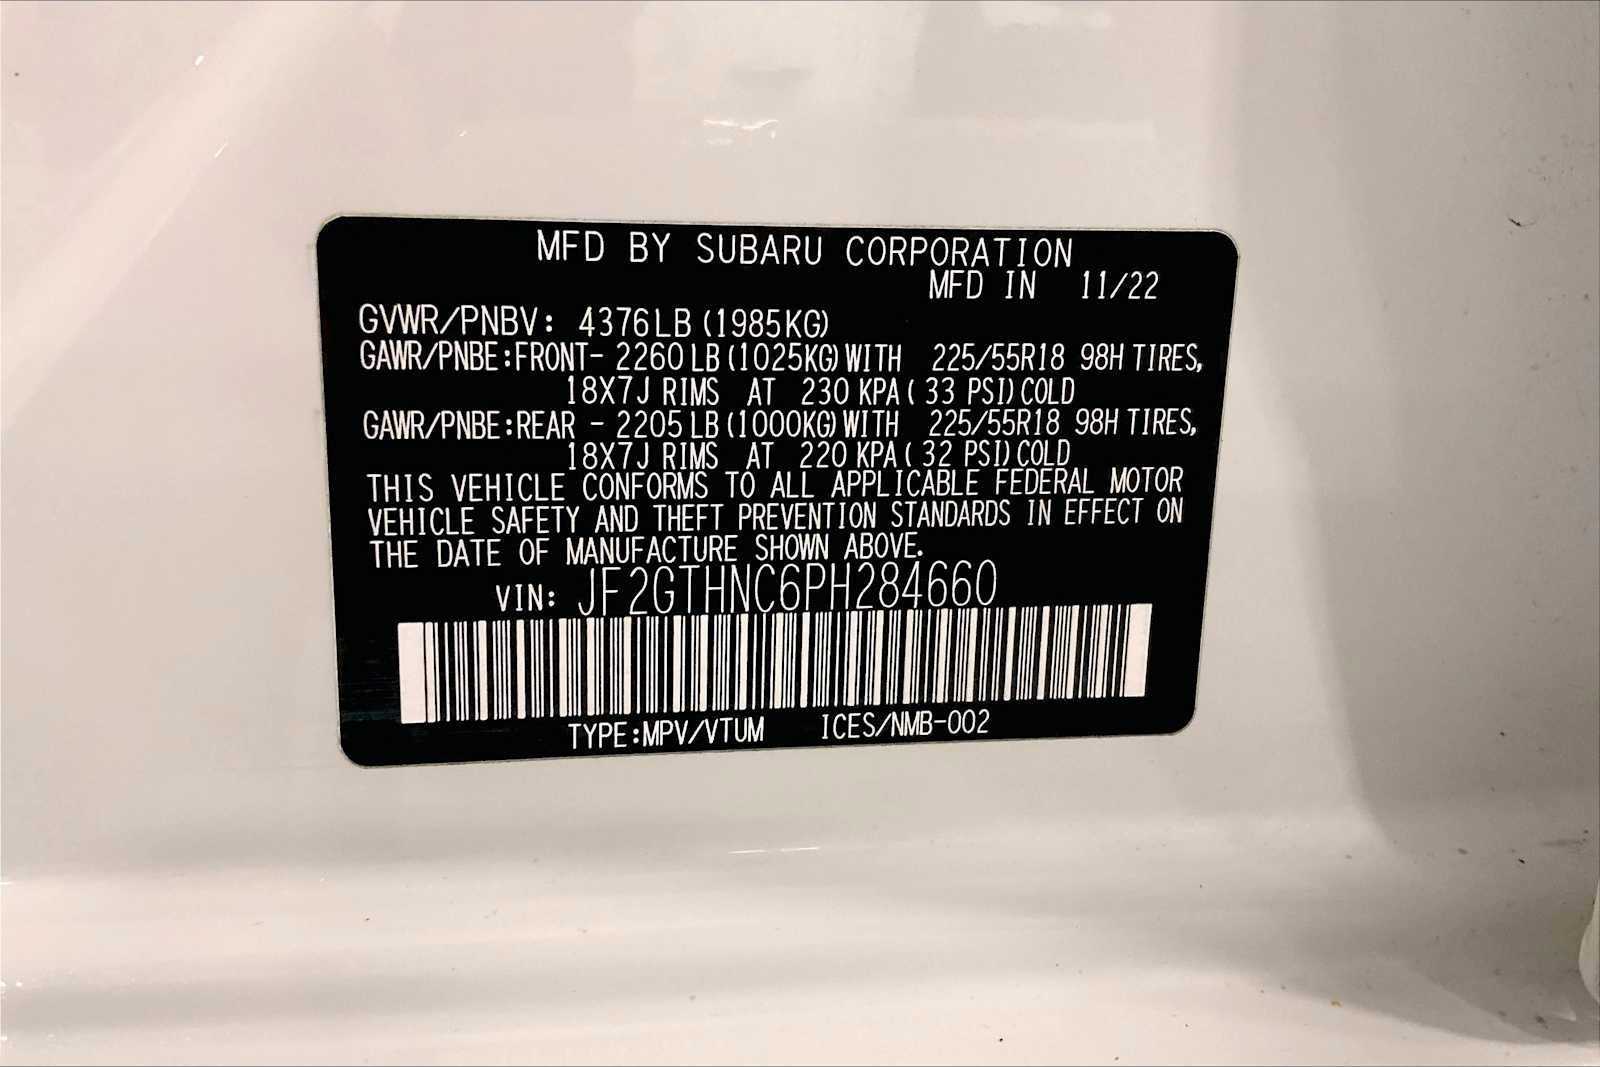 MFD BY SUBARU CORPORATION
MFD IN 11/22
GVWR/PNBV: 4376LB (1985KG)
GAWR/PNBE:FRONT- 2260 LB (1025KG) WITH 225/55R18 98H TIRES,
18X7J RIMS AT 230 KPA ( 33 PSI) COLD
GAWR/PNBE:REAR - 2205 LB (1000KG) WITH 225/55R18 98H TIRES,
18X7J RIMS AT 220 KPA ( 32 PSI) COLD
THIS VEHICLE CONFORMS TO ALL APPLICABLE FEDERAL MOTOR
VEHICLE SAFETY AND THEFT PREVENTION STANDARDS IN EFFECT ON
THE DATE OF MANUFACTURE SHOWN ABOVE.
VIN: JF2GTHNC6PH284660
TYPE:MPV/VTUM ICES/NMB-002